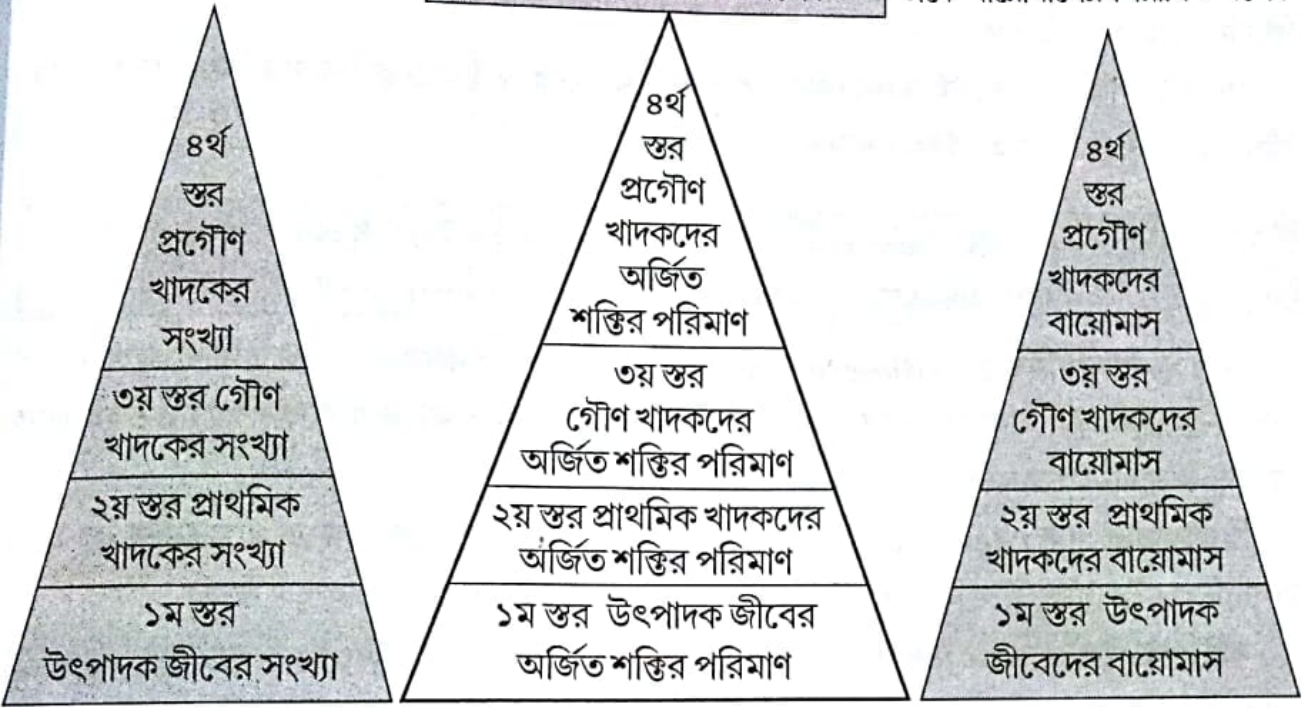 ৪র্থ
স্তর
প্রগৌণ
খাদকের
সংখ্যা
৩য় স্তর গৌণ
খাদকের সংখ্যা
২য় স্তর প্রাথমিক
খাদকের সংখ্যা
১ম স্তর
উৎপাদক জীবের সংখ্যা
৪র্থ
স্তর
প্রগৌণ
খাদকদের
অর্জিত
শক্তির পরিমাণ
৩য় স্তর
গৌণ খাদকদের
অর্জিত শক্তির পরিমাণ
২য় স্তর প্রাথমিক খাদকদের
অর্জিত শক্তির পরিমাণ
১ম স্তর উৎপাদক জীবের
অর্জিত শক্তির পরিমাণ
৪র্থ
স্তর
প্রগৌণ
খাদকদের
বায়োমাস
৩য় স্তর
গৌণ খাদকদের
বায়োমাস
২য় স্তর প্রাথমিক
খাদকদের বায়োমাস
১ম স্তর উৎপাদক
জীবেদের বায়োমাস